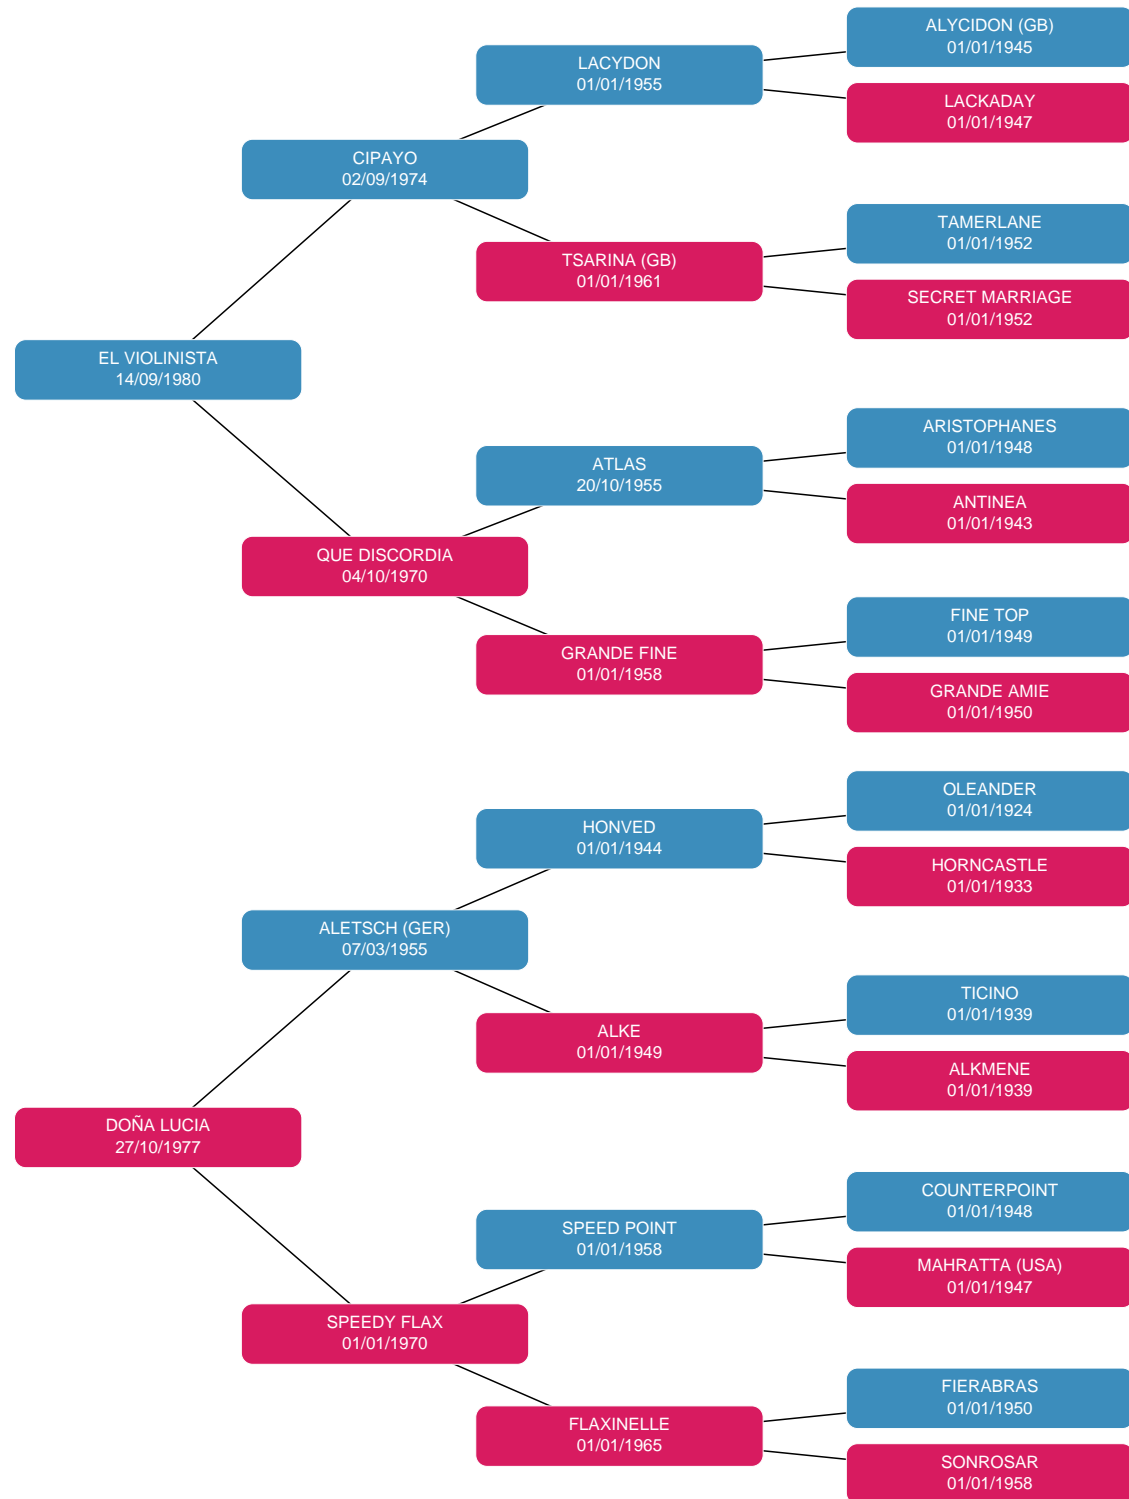 ALYCIDON (GB)
01/01/1945
LACYDON
01/01/1955
LACKADAY
01/01/1947
CIPAYO
02/09/1974
TAMERLANE
01/01/1952
TSARINA (GB)
01/01/1961
SECRET MARRIAGE
01/01/1952
EL VIOLINISTA
14/09/1980
ARISTOPHANES
01/01/1948
ATLAS
20/10/1955
ANTINEA
01/01/1943
QUE DISCORDIA
04/10/1970
FINE TOP
01/01/1949
GRANDE FINE
01/01/1958
GRANDE AMIE
01/01/1950
OLEANDER
01/01/1924
HONVED
01/01/1944
HORNCASTLE
01/01/1933
ALETSCH (GER)
07/03/1955
TICINO
01/01/1939
ALKE
01/01/1949
ALKMENE
01/01/1939
DOÑA LUCIA
27/10/1977
COUNTERPOINT
01/01/1948
SPEED POINT
01/01/1958
MAHRATTA (USA)
01/01/1947
SPEEDY FLAX
01/01/1970
FIERABRAS
01/01/1950
FLAXINELLE
01/01/1965
SONROSAR
01/01/1958